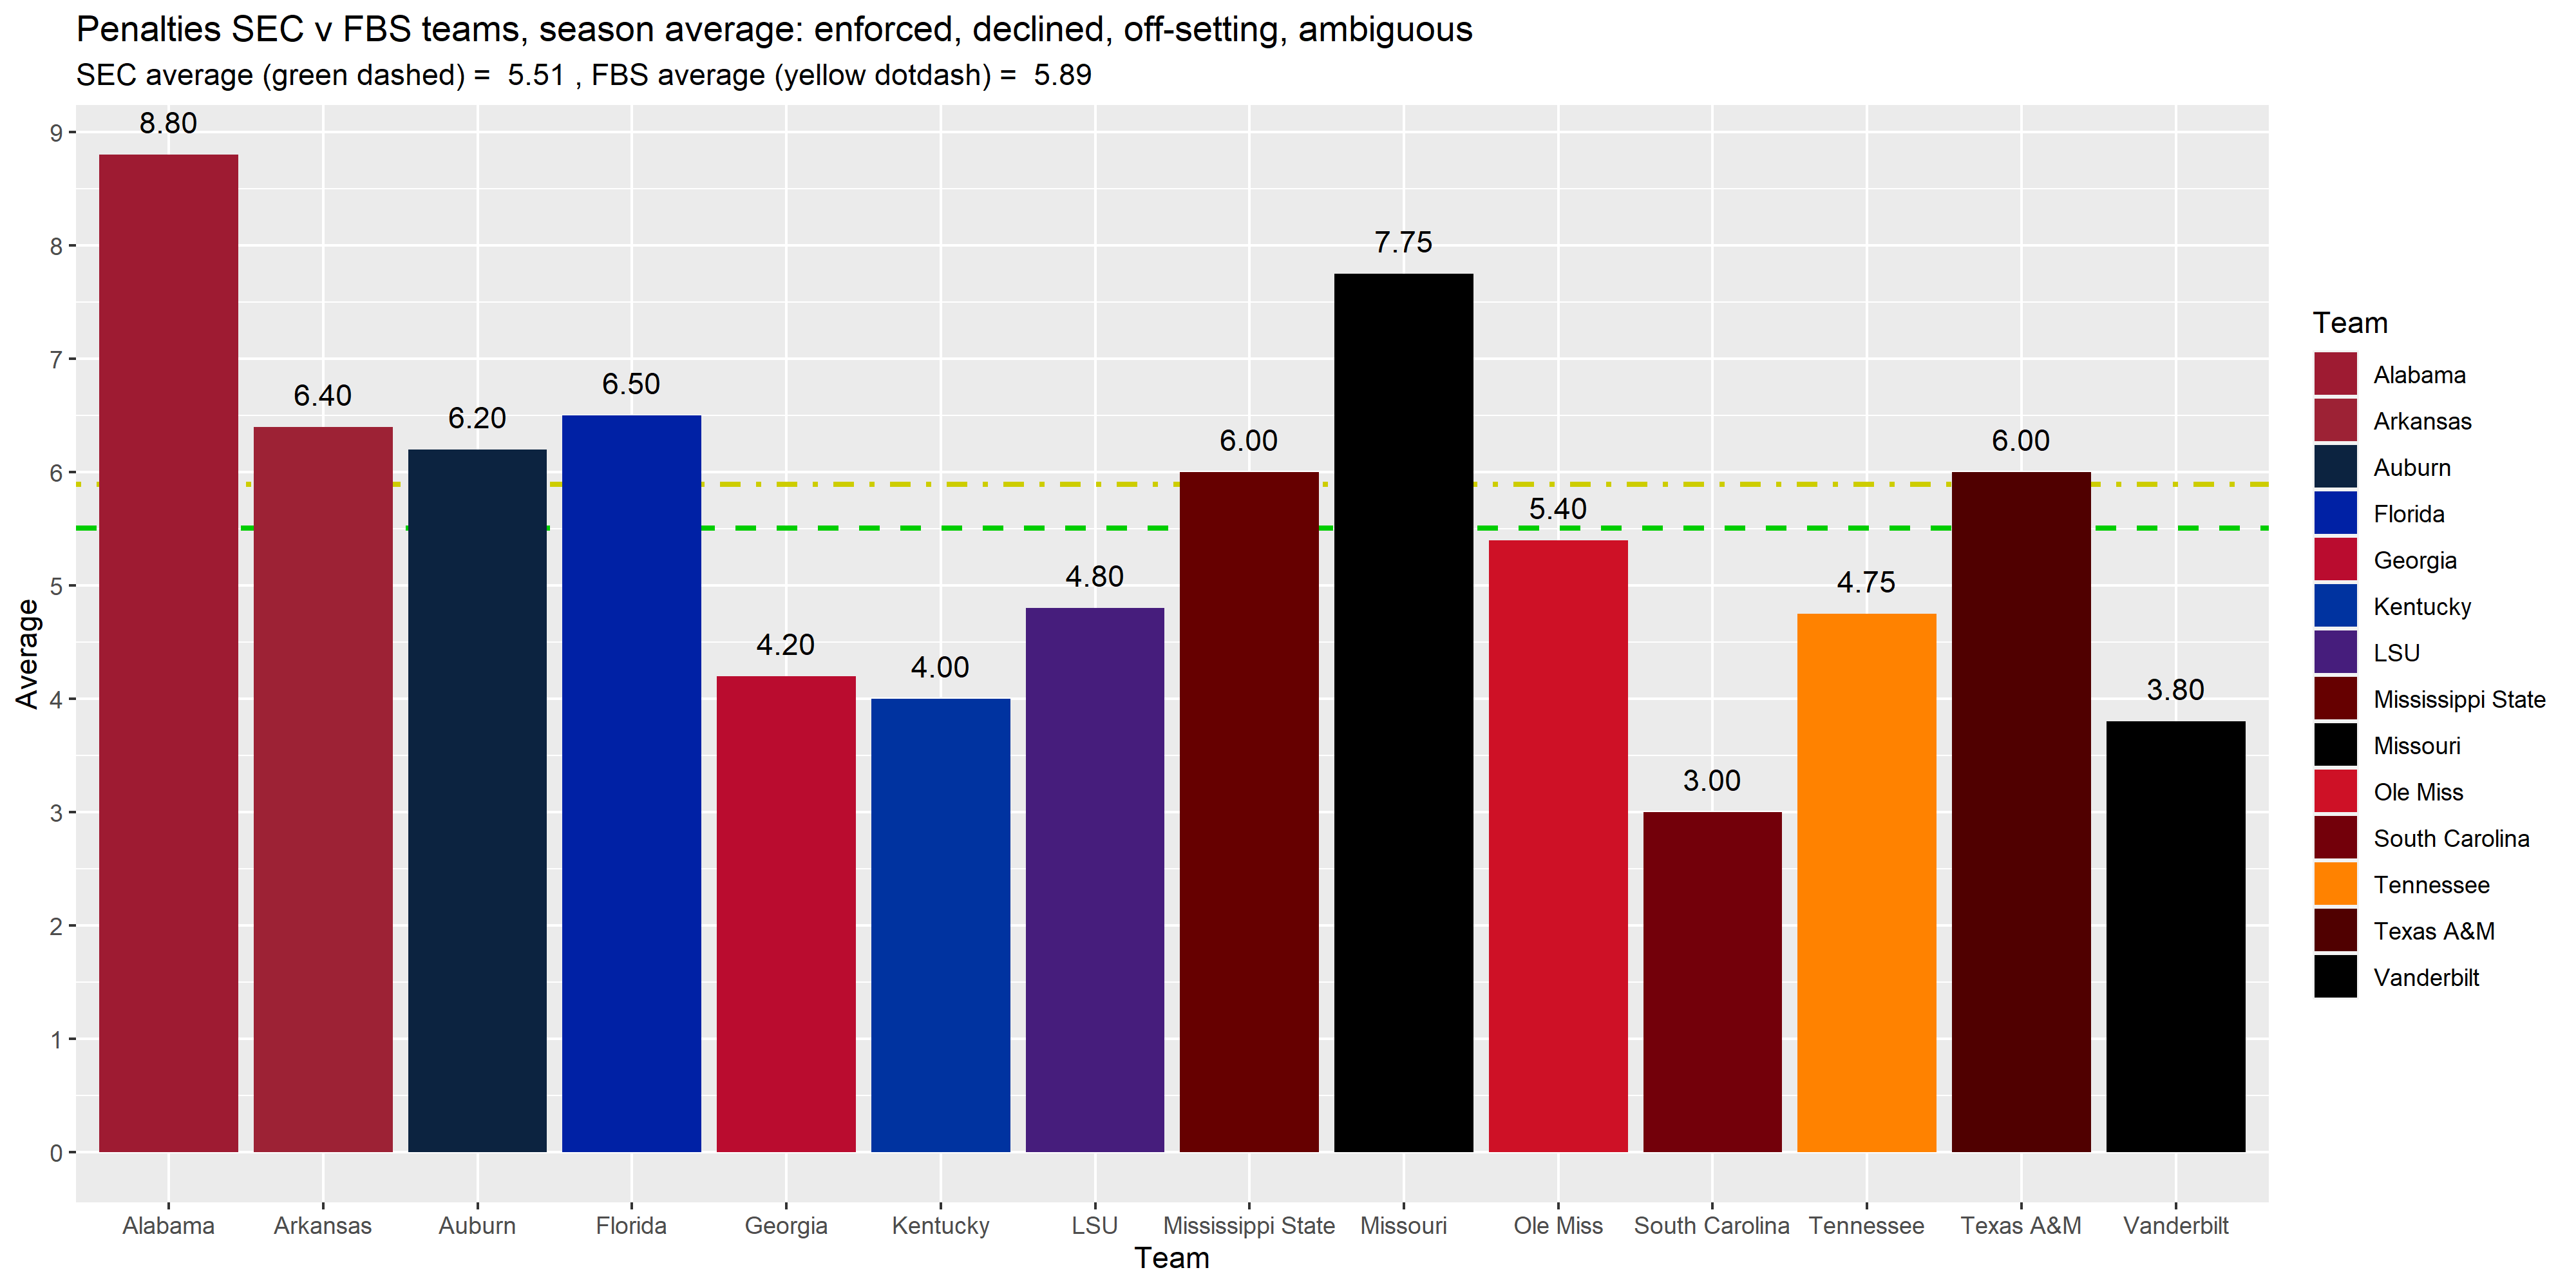 Penalties SEC v FBS teams, season average: enforced, declined, off-setting, ambiguous
SEC average (green dashed) =  5.51 , FBS average (yellow dotdash) =  5.89
Average
9
8
7
6
5
4
3
2
1
0
8.80
6.40
6.20
6.50
4.20
4.00
4.80
6.00
7.75
5.40
3.00
4.75
6.00
3.80
Alabama Arkansas Auburn Florida Georgia Kentucky LSU Mississippi State Missouri Ole Miss South Carolina Tennessee Texas A&M Vanderbilt
Team
Team
Alabama
Arkansas
Auburn
Florida
Georgia
Kentucky
LSU
Mississippi State
Missouri
Ole Miss
South Carolina
Tennessee
Texas A&M
Vanderbilt